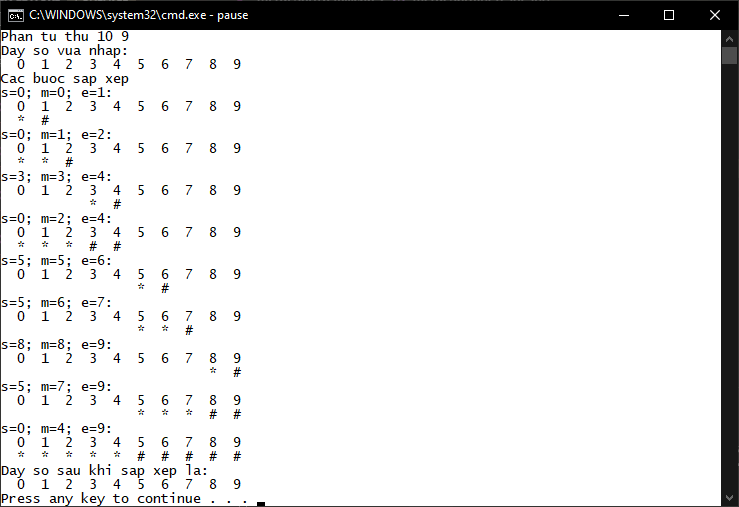 C:\WINDOWS\system32\cmd.exe - pause
Phan tu thu 10 9
Day so vua nhap:
  0  1  2  3  4  5  6  7  8  9
Cac buoc sap xep
s=0; m=0; e=1:
  0  1  2  3  4  5  6  7  8  9
  *  #
s=0; m=1; e=2:
  0  1  2  3  4  5  6  7  8  9
  *  *  #
s=3; m=3; e=4:
  0  1  2  3  4  5  6  7  8  9
           *  #
s=0; m=2; e=4:
  0  1  2  3  4  5  6  7  8  9
  *  *  *  #  #
s=5; m=5; e=6:
  0  1  2  3  4  5  6  7  8  9
                 *  #
s=5; m=6; e=7:
  0  1  2  3  4  5  6  7  8  9
                 *  *  #
s=8; m=8; e=9:
  0  1  2  3  4  5  6  7  8  9
                          *  #
s=5; m=7; e=9:
  0  1  2  3  4  5  6  7  8  9
                 *  *  *  #  #
s=0; m=4; e=9:
  0  1  2  3  4  5  6  7  8  9
  *  *  *  *  *  #  #  #  #  #
Day so sau khi sap xep la:
  0  1  2  3  4  5  6  7  8  9
Press any key to continue . . .